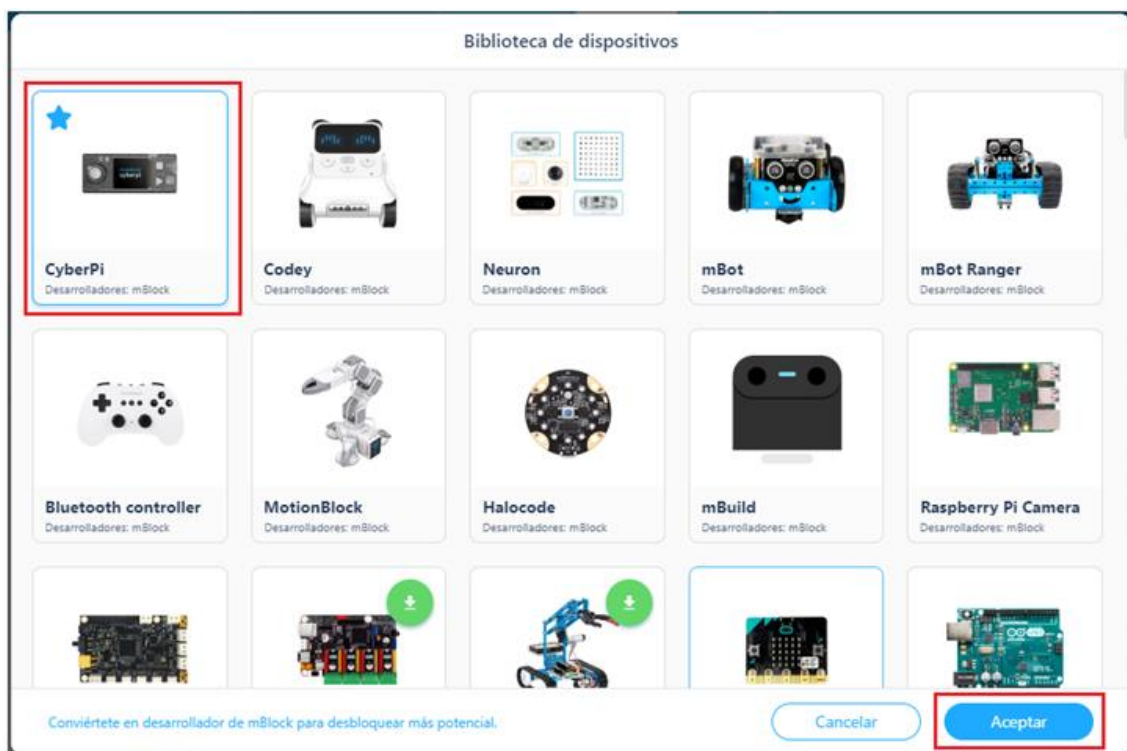 Biblioteca de dispositivos
cyberpi
CyberPi
Desarrolladores: mBlock
Codey
Desarrolladores: mBlock
Neuron
Desarrolladores: mBlock
mBot
Desarrolladores: mBlock
mBot Ranger
Desarrolladores: mBlock
Bluetooth controller
Desarrolladores: mBlock
MotionBlock
Desarrolladores: mBlock
Halocode
Desarrolladores: mBlock
mBuild
Desarrolladores: mBlock
Raspberry Pi Camera
Desarrolladores: mBlock
Conviértete en desarrollador de mBlock para desbloquear más potencial.
Cancelar
Aceptar